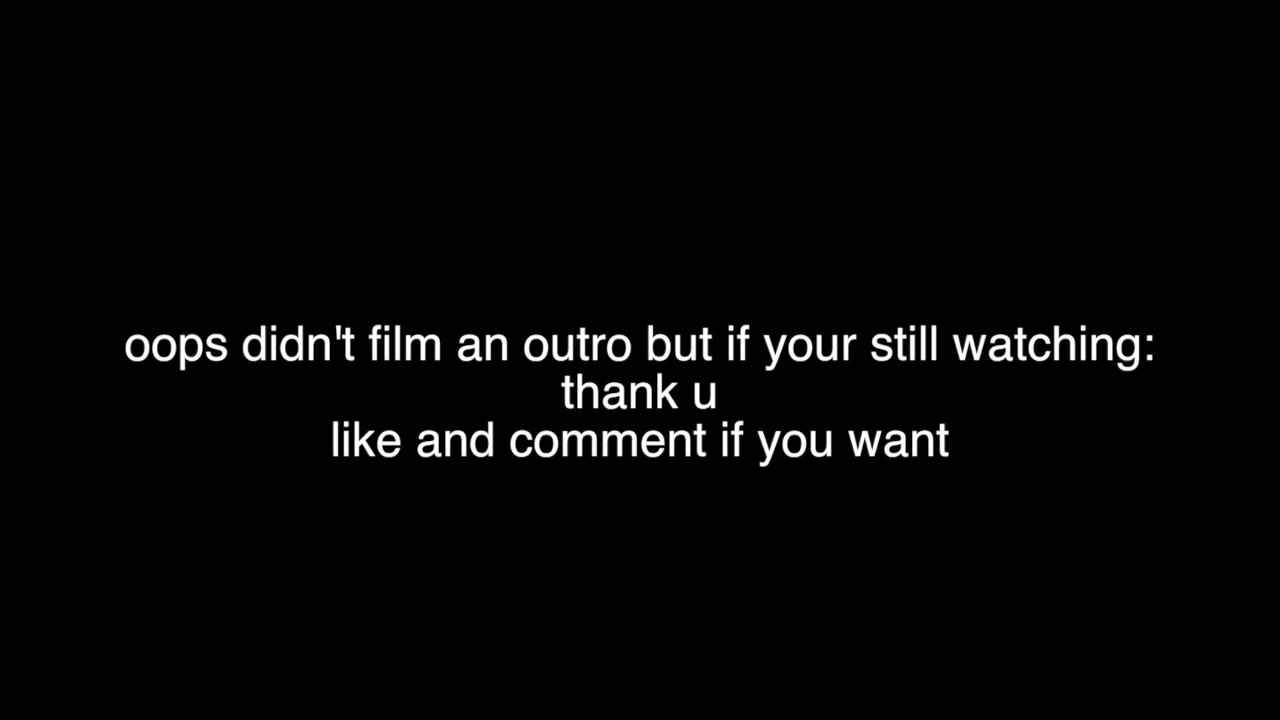 oops didn't film an outro but if your still watching:
thank u
like and comment if you want